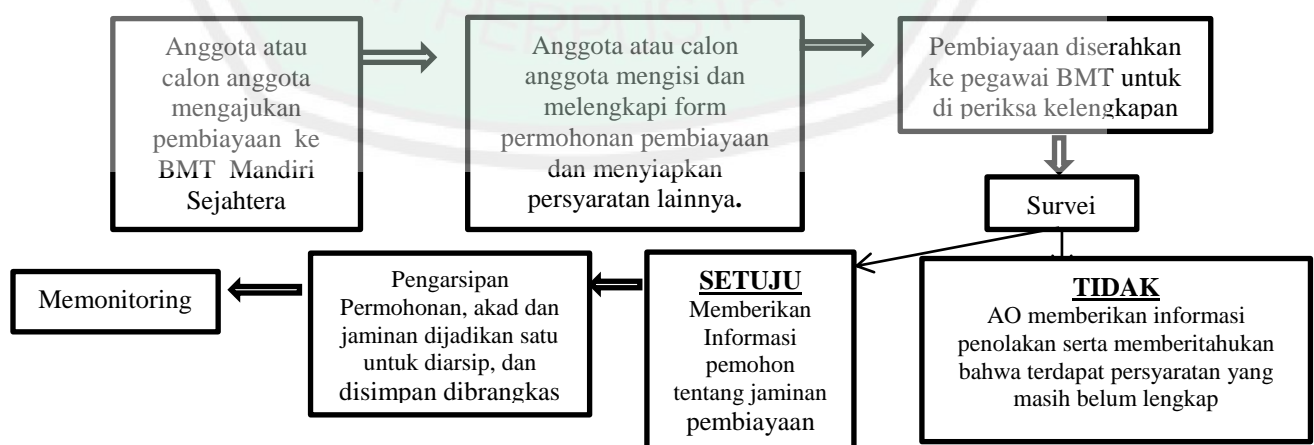 Anggota atau
calon anggota
mengajukan
pembiayaan ke
BMT Mandiri
Sejahtera
Anggota atau calon
anggota mengisi dan
melengkapi form
permohonan pembiayaan
dan menyiapkan
persyaratan lainnya.
Pembiayaan diserahkan
ke pegawai BMT untuk
di periksa kelengkapan
Survei
SETUJU
Memberikan
Informasi
pemohon
tentang jaminan
pembiayaan
TIDAK
AO memberikan informasi
penolakan serta memberitahukan
bahwa terdapat persyaratan yang
masih belum lengkap
Pengarsipan
Permohonan, akad dan
jaminan dijadikan satu
untuk diarsip, dan
disimpan dibrangkas
Memonitoring